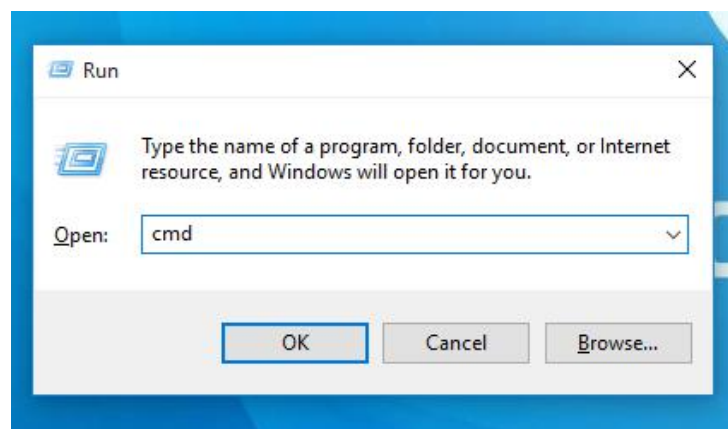 Run
Type the name of a program, folder, document, or Internet
resource, and Windows will open it for you.
Open: cmd
OK Cancel Browse...